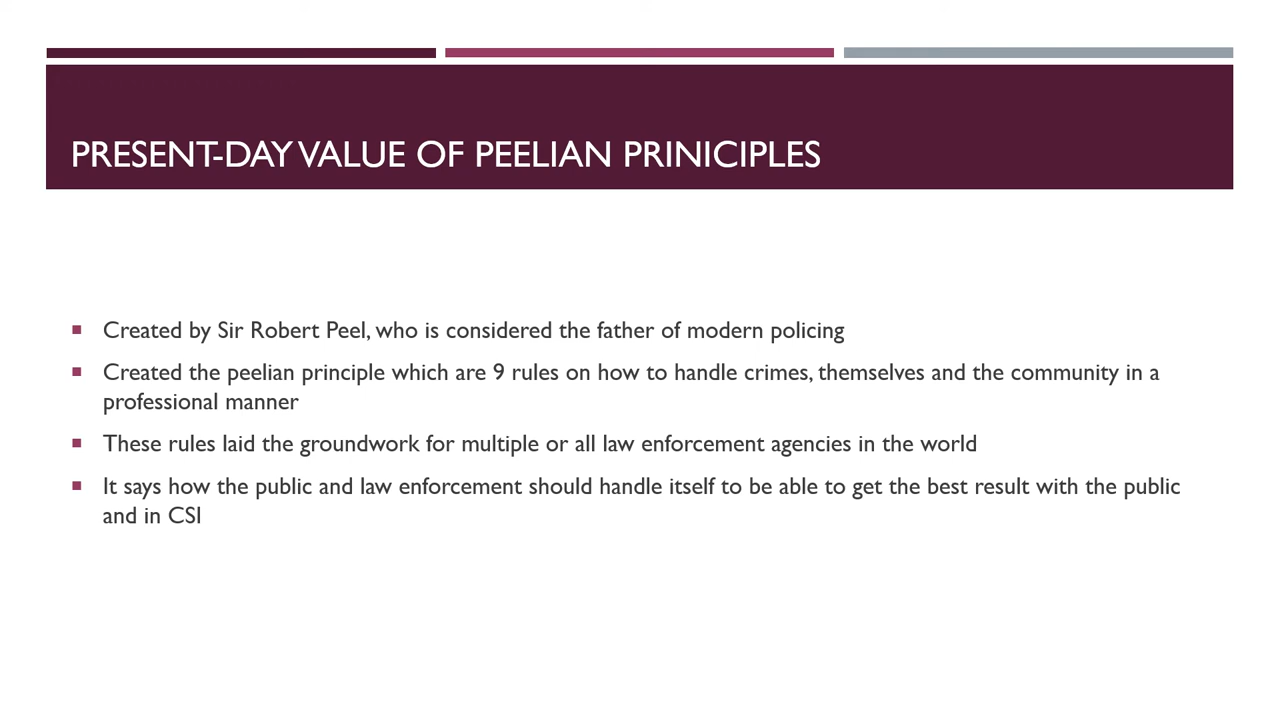 PRESENT-DAY VALUE OF PEELIAN PRINICIPLES
Created by Sir Robert Peel, who is considered the father of modern policing
Created the peelian principle which are 9 rules on how to handle crimes, themselves and the community in a
professional manner
These rules laid the groundwork for multiple or all law enforcement agencies in the world
It says how the public and law enforcement should handle itself to be able to get the best result with the public
and in CSI